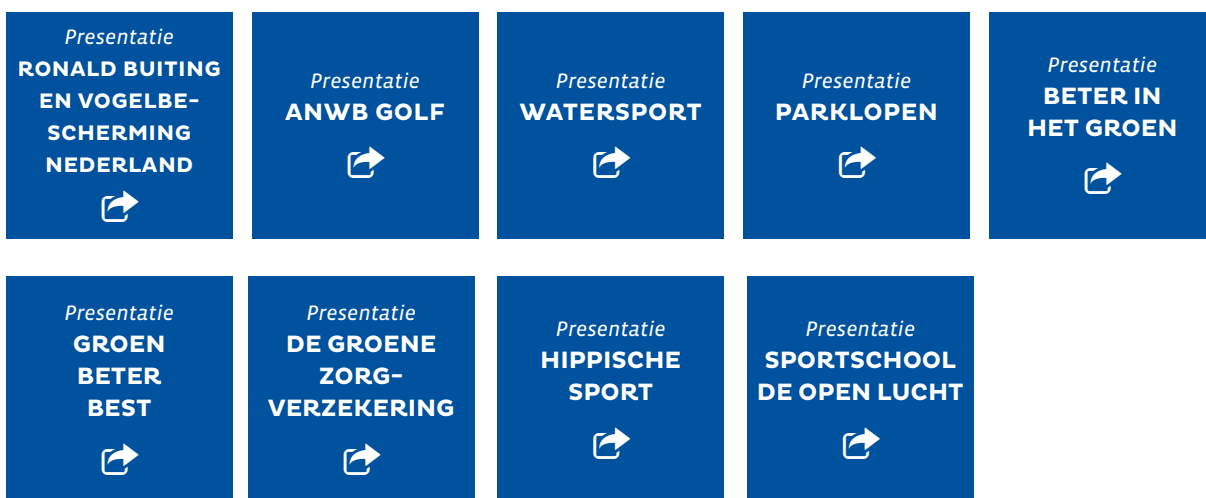 Presentatie
RONALD BUITING
EN VOGELBE-
SCHERMING
NEDERLAND
Presentatie
ANWB GOLF
Presentatie
WATERSPORT
Presentatie
PARKLOPEN
Presentatie
BETER IN
HET GROEN
Presentatie
GROEN
BETER
BEST
Presentatie
DE GROENE
ZORG-
VERZEKERING
Presentatie
HIPPISCHE
SPORT
Presentatie
SPORTSCHOOL
DE OPEN LUCHT